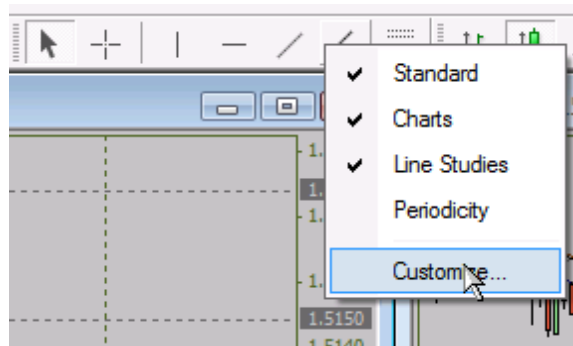 Standard
Charts
Line Studies
Periodicity
Customize...
1.5150
1.5140